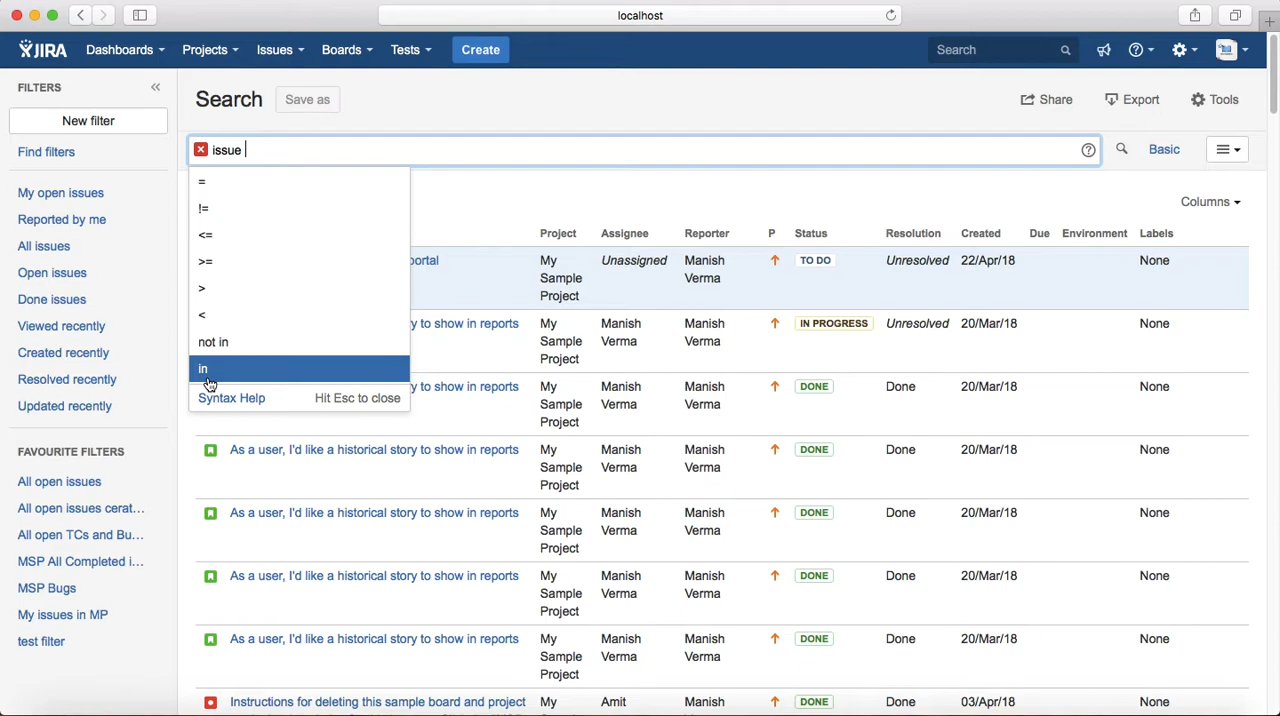 localhost
JIRA Dashboards Projects Issues Boards Tests Create Search
FILTERS
New filter
Find filters
My open issues
Reported by me
All issues
Open issues
Done issues
Viewed recently
Created recently
Resolved recently
Updated recently
FAVOURITE FILTERS
All open issues
All open issues cerat...
All open TCs and Bu...
MSP All Completed i...
MSP Bugs
My issues in MP
test filter
Search Save as Share Export Tools
issue Basic
=
!=
<=
>=
>
<
not in
in
Syntax Help Hit Esc to close
Columns
Project Assignee Reporter P Status Resolution Created Due Environment Labels
portal My Unassigned Manish TO DO Unresolved 22/Apr/18 None
Sample Verma
Project
y to show in reports My Manish Manish IN PROGRESS Unresolved 20/Mar/18 None
Sample Verma Verma
Project
y to show in reports My Manish Manish DONE Done 20/Mar/18 None
Sample Verma Verma
Project
As a user, I'd like a historical story to show in reports My Manish Manish DONE Done 20/Mar/18 None
Sample Verma Verma
Project
As a user, I'd like a historical story to show in reports My Manish Manish DONE Done 20/Mar/18 None
Sample Verma Verma
Project
As a user, I'd like a historical story to show in reports My Manish Manish DONE Done 20/Mar/18 None
Sample Verma Verma
Project
As a user, I'd like a historical story to show in reports My Manish Manish DONE Done 20/Mar/18 None
Sample Verma Verma
Project
Instructions for deleting this sample board and project My Amit Manish DONE Done 03/Apr/18 None